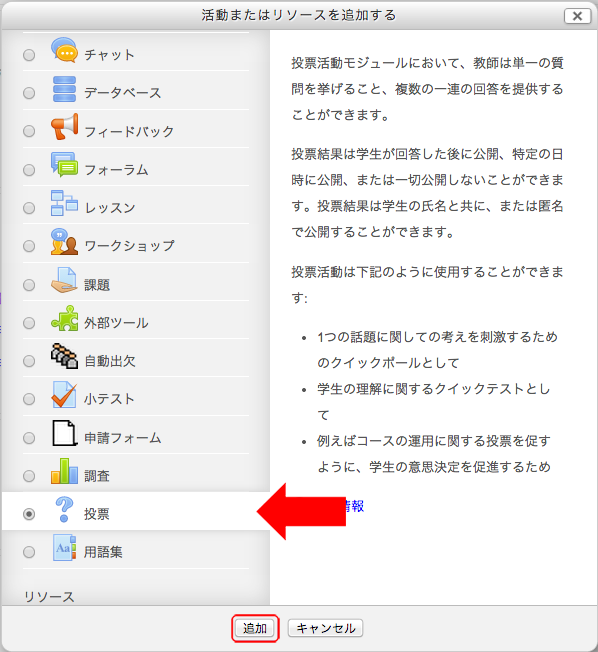 活動またはリソースを追加する
チャット
データベース
フィードバック
フォーラム
レッスン
ワークショップ
課題
外部ツール
自動出欠
小テスト
申請フォーム
調査
投票
Aa
用語集
リソース
投票活動モジュールにおいて、教師は単一の質
問を挙げること、複数の一連の回答を提供する
ことができます。
投票結果は学生が回答した後に公開、特定の日
時に公開、または一切公開しないことができま
す。投票結果は学生の氏名と共に、または匿名
で公開することができます。
投票活動は下記のように使用することができま
す:
• 1つの話題に関しての考えを刺激するため
のクイックポールとして
• 学生の理解に関するクイックテストとし
て
• 例えばコースの運用に関する投票を促す
ように、学生の意思決定を促進するため
情報
追加
キャンセル